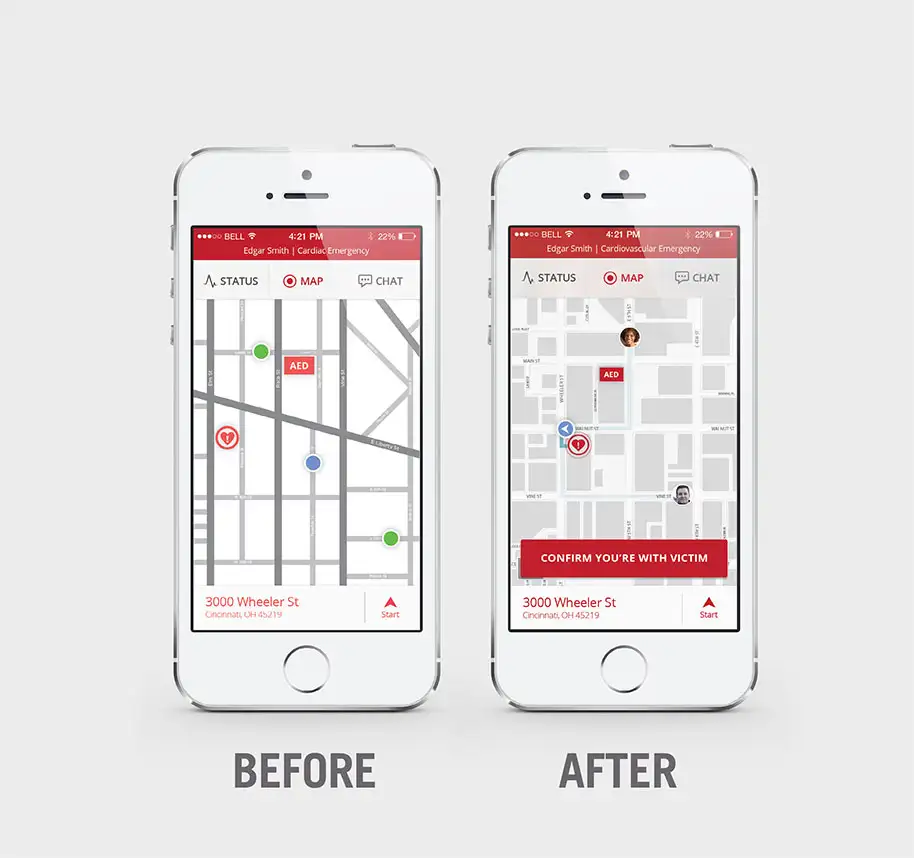 BELL 4:21 PM 22%
Edgar Smith | Cardiac Emergency
STATUS MAP CHAT
AED
E Liberty St
3000 Wheeler St
Cincinnati, OH 45219
Start
BELL 4:21 PM 22%
Edgar Smith | Cardiovascular Emergency
STATUS MAP CHAT
MAIN ST
AED
WHEELER ST
WALNUT ST
WALNUT ST
VINE ST
VINE ST
CONFIRM YOU'RE WITH VICTIM
3000 Wheeler St
Cincinnati, OH 45219
Start
BEFORE
AFTER